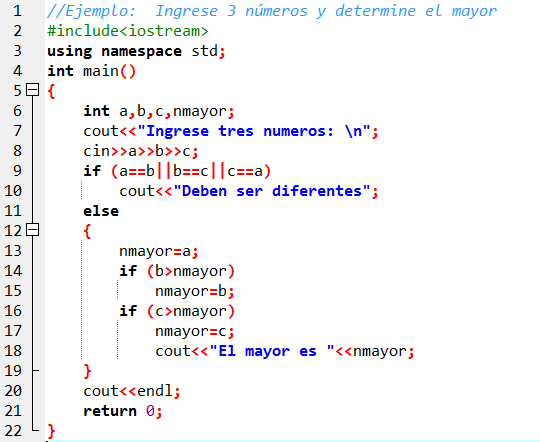 1 //Ejemplo:  Ingrese 3 números y determine el mayor
2 #include<iostream>
3 using namespace std;
4 int main()
5 {
6     int a,b,c,nmayor;
7     cout<<"Ingrese tres numeros: \n";
8     cin>>a>>b>>c;
9     if (a==b||b==c||c==a)
10         cout<<"Deben ser diferentes";
11     else
12     {
13         nmayor=a;
14         if (b>nmayor)
15             nmayor=b;
16         if (c>nmayor)
17             nmayor=c;
18             cout<<"El mayor es "<<nmayor;
19     }
20     cout<<endl;
21     return 0;
22 }